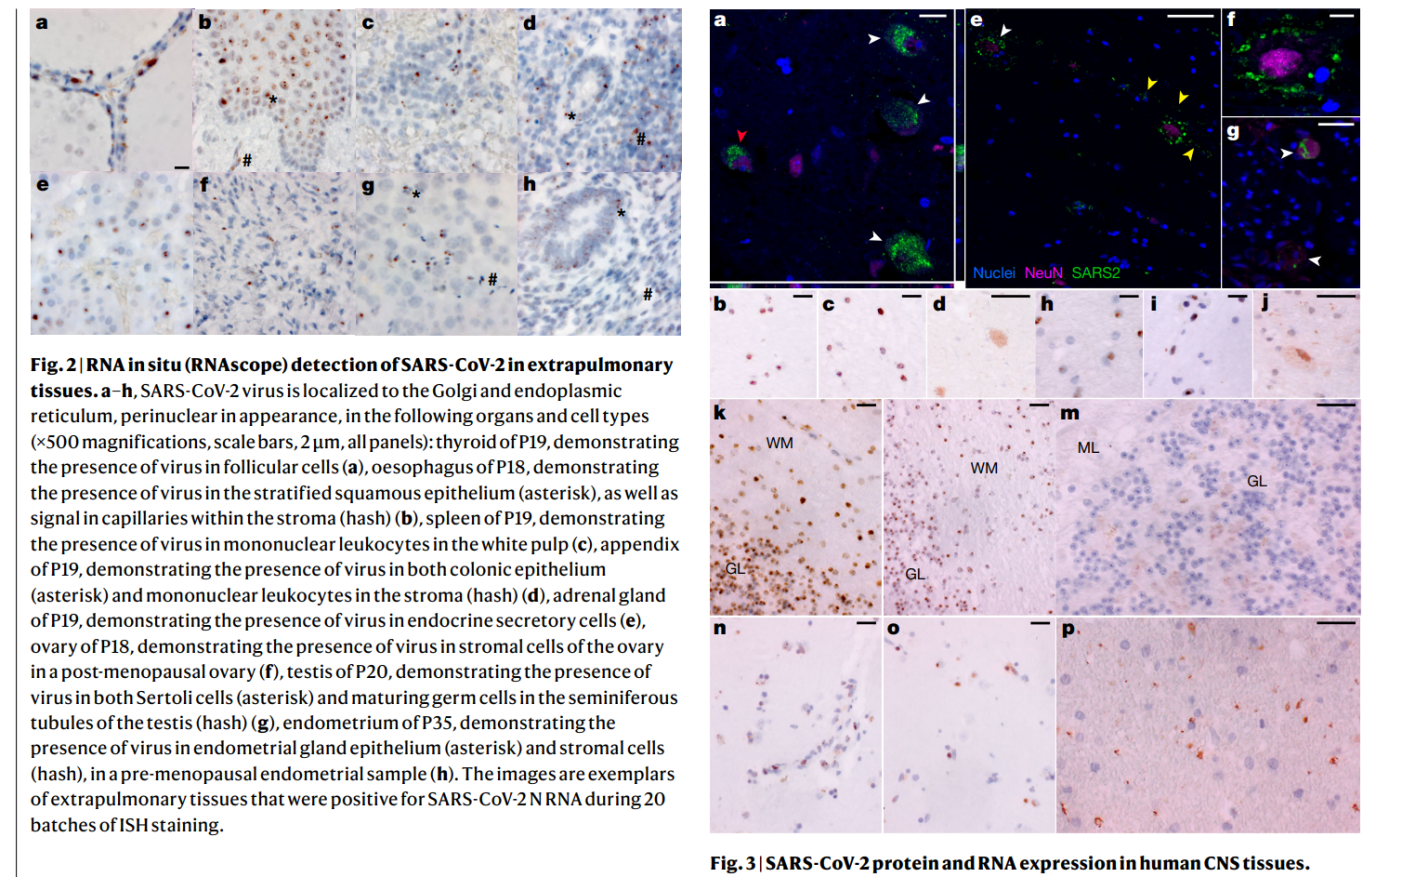 a b c d
* # * #
e f g h
* # * #
Fig. 2 | RNA in situ (RNAscope) detection of SARS-CoV-2 in extrapulmonary
tissues. a–h, SARS-CoV-2 virus is localized to the Golgi and endoplasmic
reticulum, perinuclear in appearance, in the following organs and cell types
(×500 magnifications, scale bars, 2 μm, all panels): thyroid of P19, demonstrating
the presence of virus in follicular cells (a), oesophagus of P18, demonstrating
the presence of virus in the stratified squamous epithelium (asterisk), as well as
signal in capillaries within the stroma (hash) (b), spleen of P19, demonstrating
the presence of virus in mononuclear leukocytes in the white pulp (c), appendix
of P19, demonstrating the presence of virus in both colonic epithelium
(asterisk) and mononuclear leukocytes in the stroma (hash) (d), adrenal gland
of P19, demonstrating the presence of virus in endocrine secretory cells (e),
ovary of P18, demonstrating the presence of virus in stromal cells of the ovary
in a post-menopausal ovary (f), testis of P20, demonstrating the presence of
virus in both Sertoli cells (asterisk) and maturing germ cells in the seminiferous
tubules of the testis (hash) (g), endometrium of P35, demonstrating the
presence of virus in endometrial gland epithelium (asterisk) and stromal cells
(hash), in a pre-menopausal endometrial sample (h). The images are exemplars
of extrapulmonary tissues that were positive for SARS-CoV-2 N RNA during 20
batches of ISH staining.
a e f
g
Nuclei NeuN SARS2
b c d h i j
k m
WM ML
WM GL
GL GL
n o p
Fig. 3 | SARS-CoV-2 protein and RNA expression in human CNS tissues.